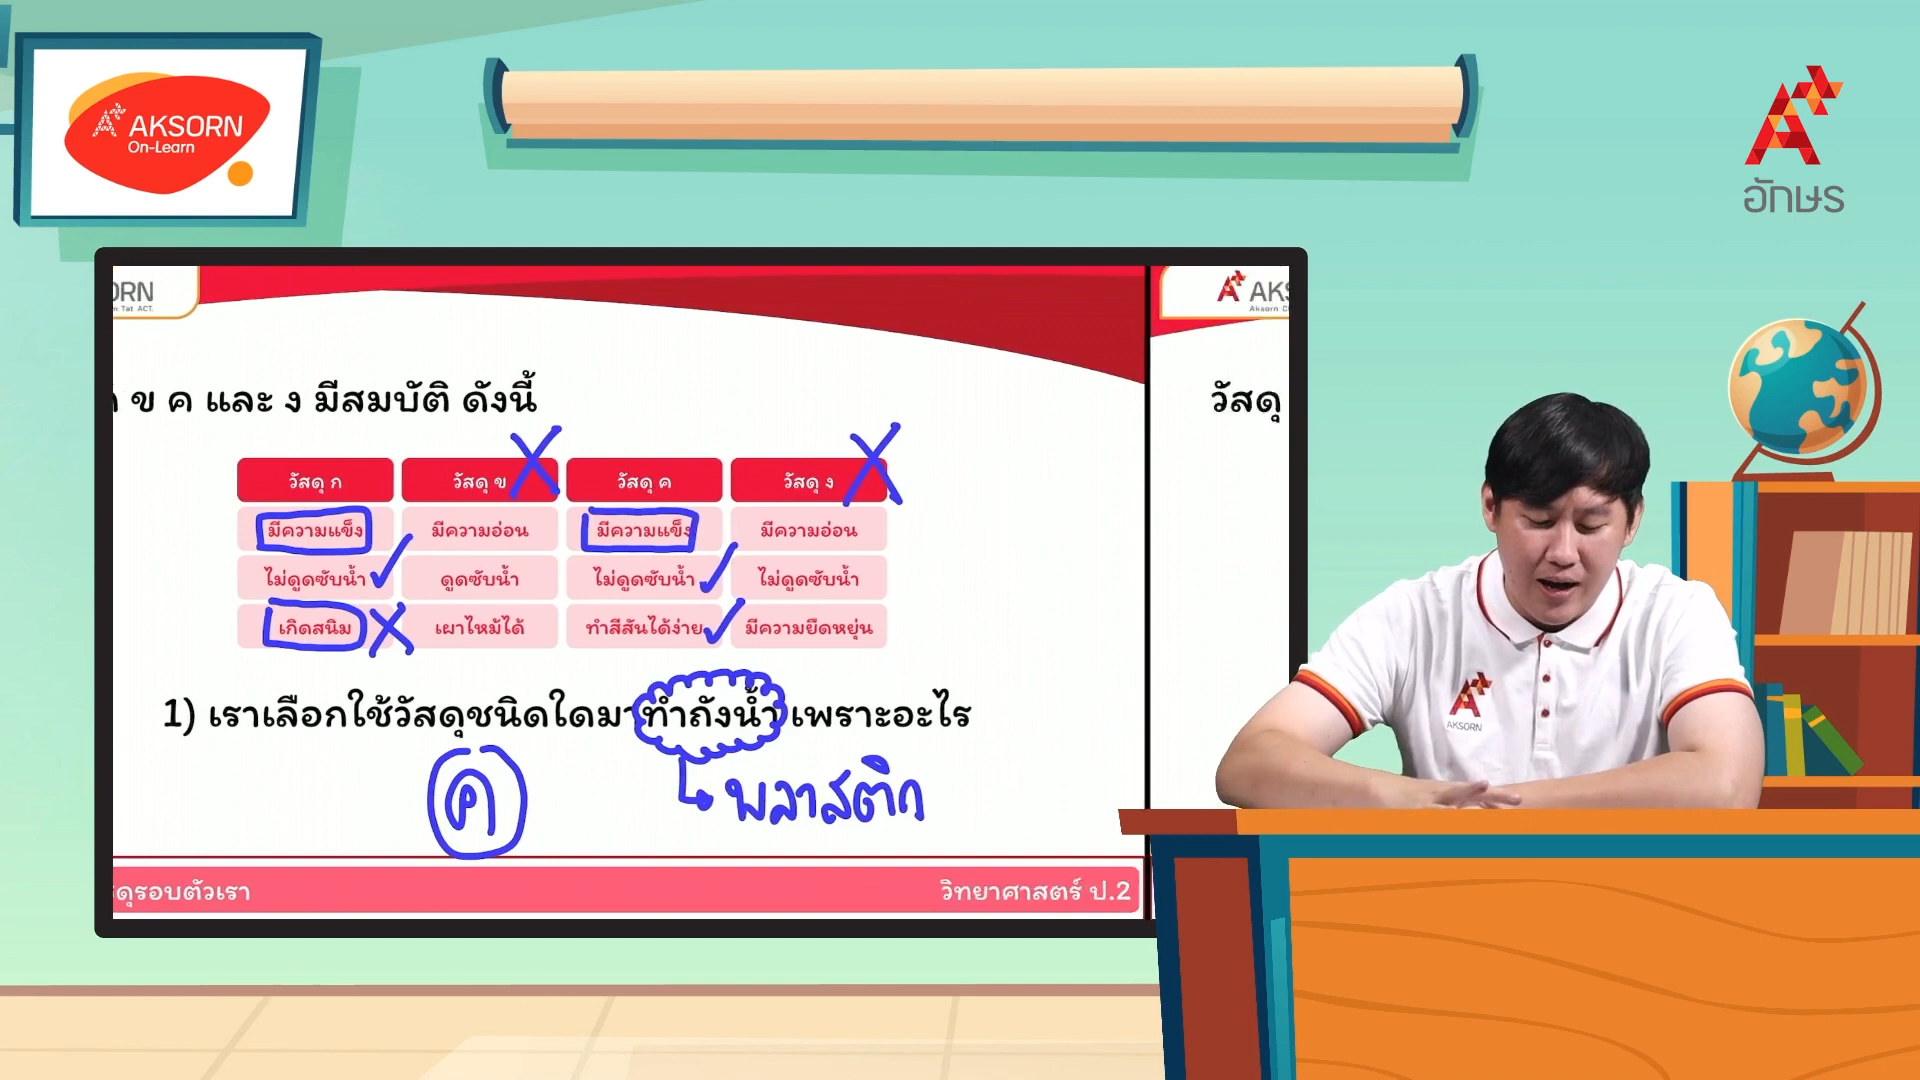 AKSORN
On-Learn
อักษร
ORN
Tat ACT.
AKS
Aksorn C
ข ค และ ง มีสมบัติ ดังนี้
วัสดุ
วัสดุ ก วัสดุ ข วัสดุ ค วัสดุ ง
มีความแข็ง มีความอ่อน มีความแข็ง มีความอ่อน
ไม่ดูดซับน้ำ ดูดซับน้ำ ไม่ดูดซับน้ำ ไม่ดูดซับน้ำ
เกิดสนิม เผาไหม้ได้ ทำสีสันได้ง่าย มีความยืดหยุ่น
1) เราเลือกใช้วัสดุชนิดใดมาทำถังน้ำ เพราะอะไร
ค
พลาสติก
ดุรอบตัวเรา วิทยาศาสตร์ ป.2
AKSORN